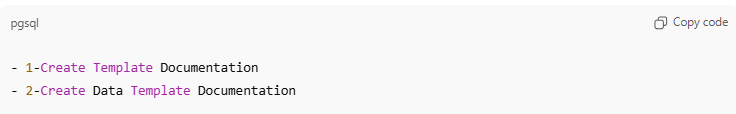 pgsql
Copy code
- 1-Create Template Documentation
- 2-Create Data Template Documentation